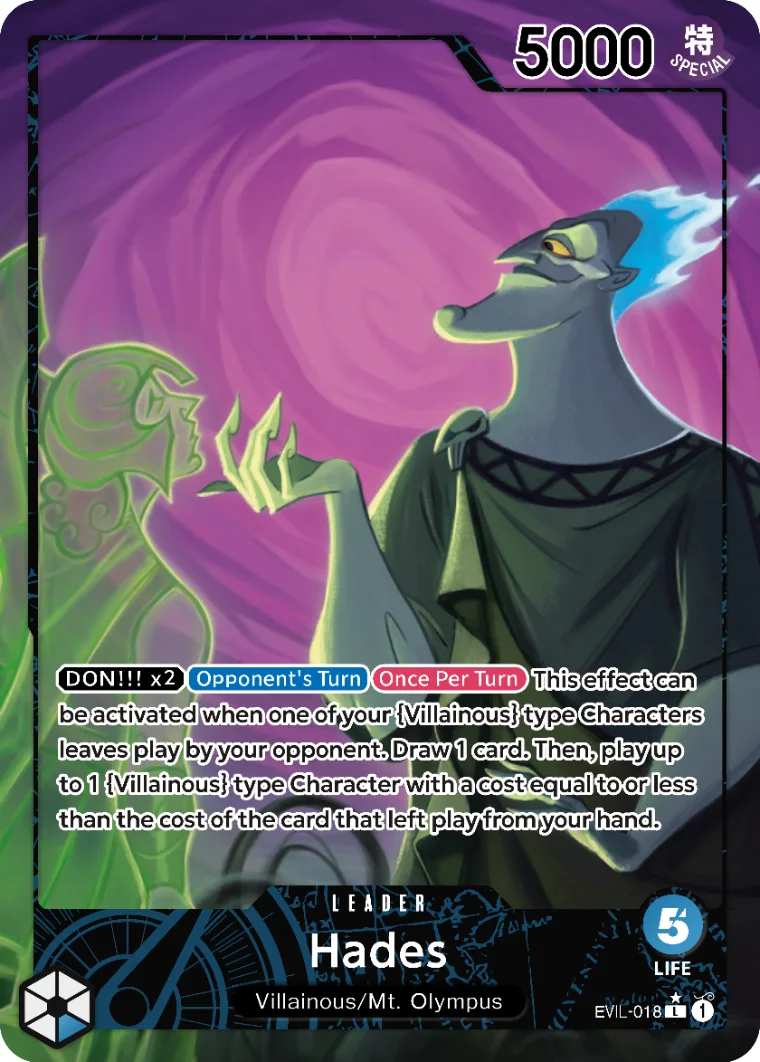 5000
特
SPECIAL
DON!!! x2 Opponent's Turn Once Per Turn This effect can
be activated when one of your {Villainous} type Characters
leaves play by your opponent. Draw 1 card. Then, play up
to 1 {Villainous} type Character with a cost equal to or less
than the cost of the card that left play from your hand.
LEADER
Hades
5
LIFE
Villainous/Mt. Olympus
EVIL-018 L 1